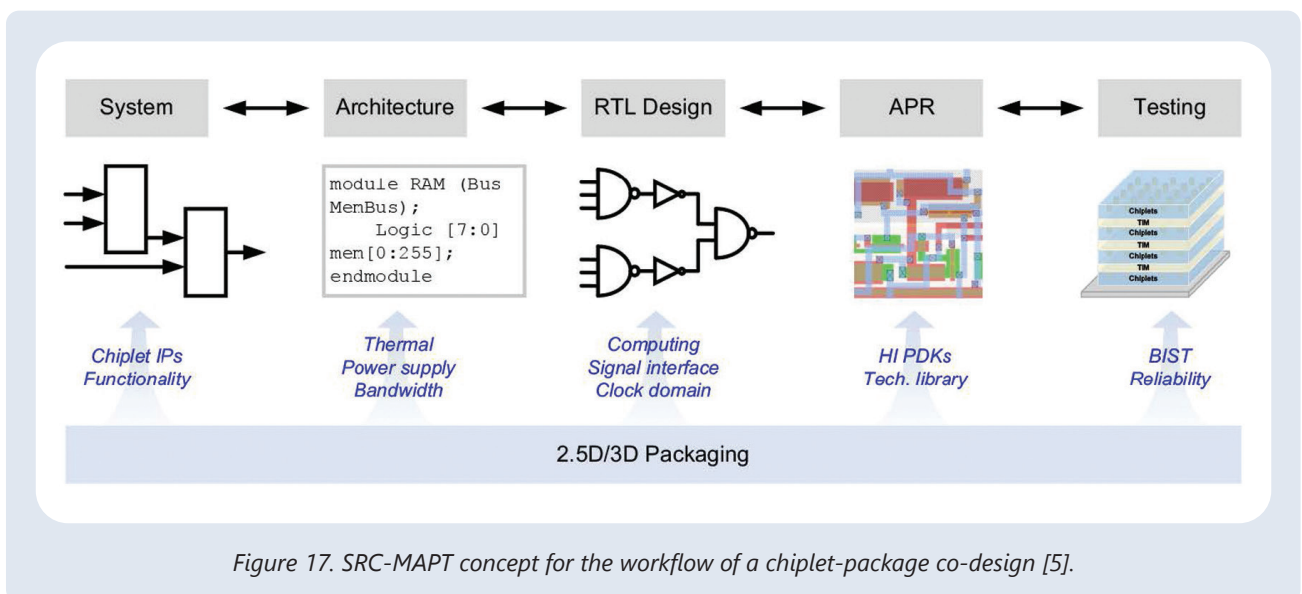 System
Architecture
RTL Design
APR
Testing
module RAM (Bus
MenBus);
Logic [7:0]
men[0:255];
endmodule
Chiplets
TIM
Chiplets
TIM
Chiplets
TIM
Chiplets
Chiplet IPs
Functionality
Thermal
Power supply
Bandwidth
Computing
Signal interface
Clock domain
HI PDKs
Tech. library
BIST
Reliability
2.5D/3D Packaging
Figure 17. SRC-MAPT concept for the workflow of a chiplet-package co-design [5].